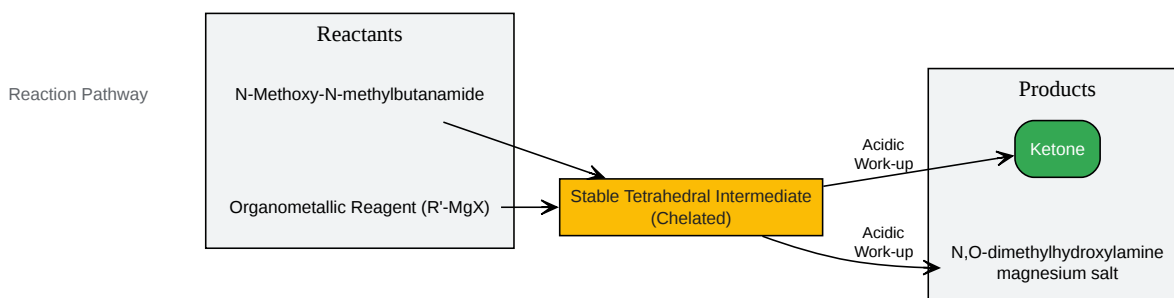 Reaction Pathway
Reactants
N-Methoxy-N-methylbutanamide
Organometallic Reagent (R'-MgX)
Stable Tetrahedral Intermediate
(Chelated)
Acidic
Work-up
Acidic
Work-up
Products
Ketone
N,O-dimethylhydroxylamine
magnesium salt